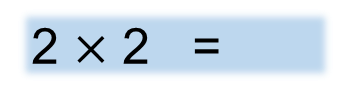 2 × 2 =